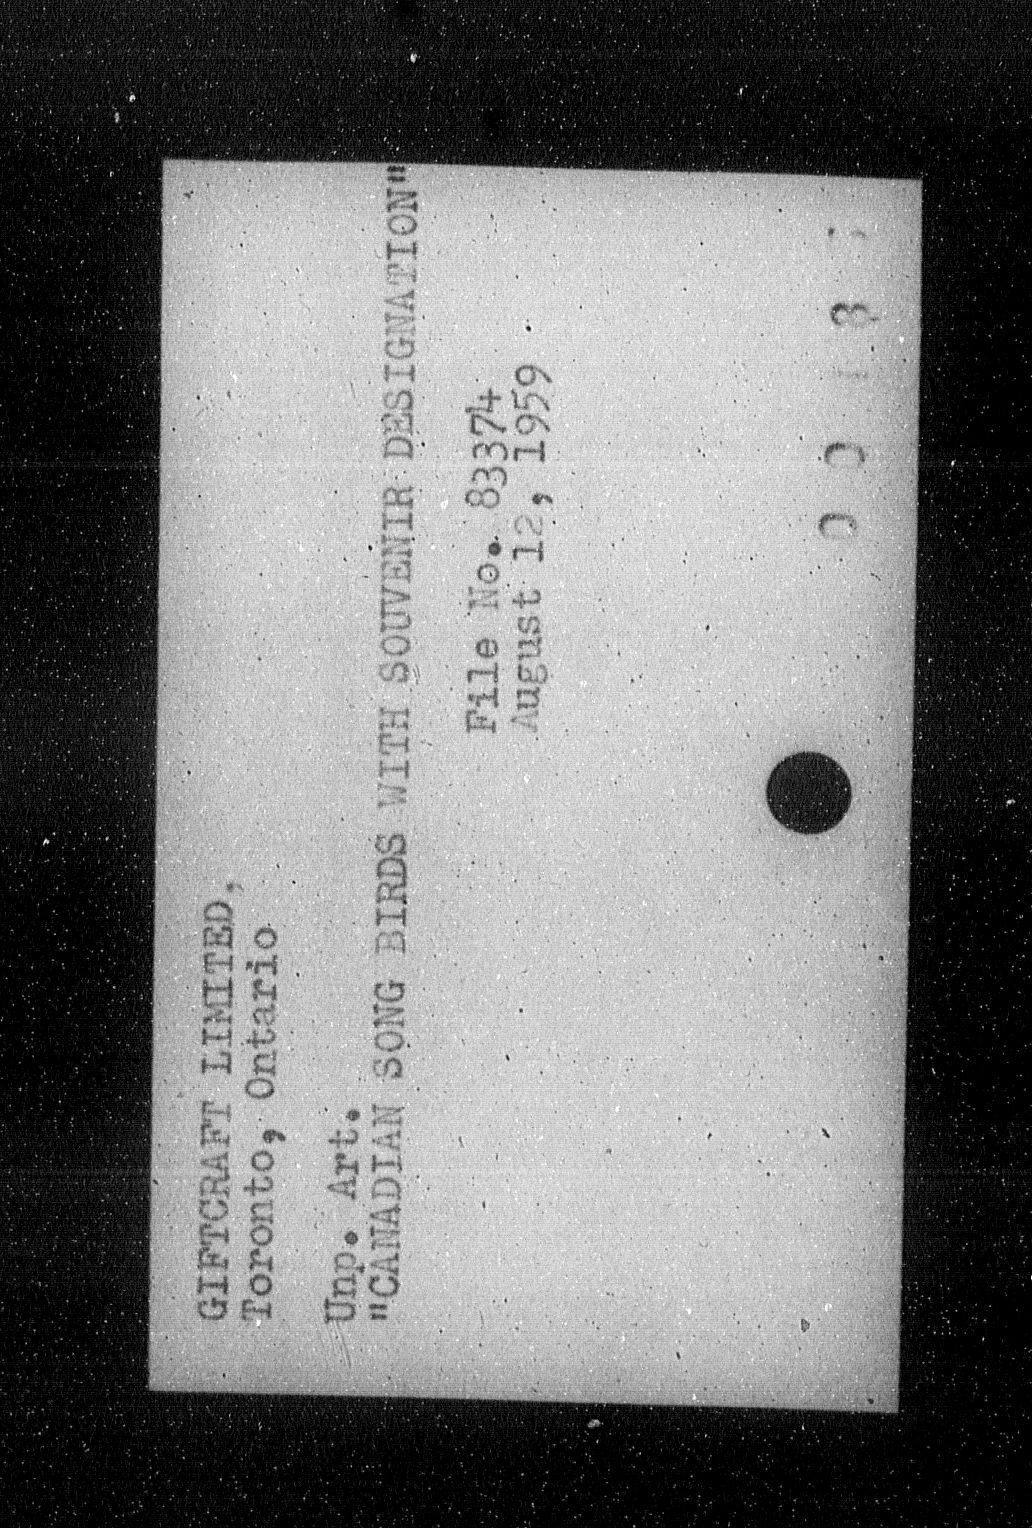 GIFTCRAFT LIMITED,
Toronto, Ontario
Unp. Art.
"CANADIAN SONG BIRDS WITH SOUVENIR DESIGNATION"
File No. 83374
August 12, 1959